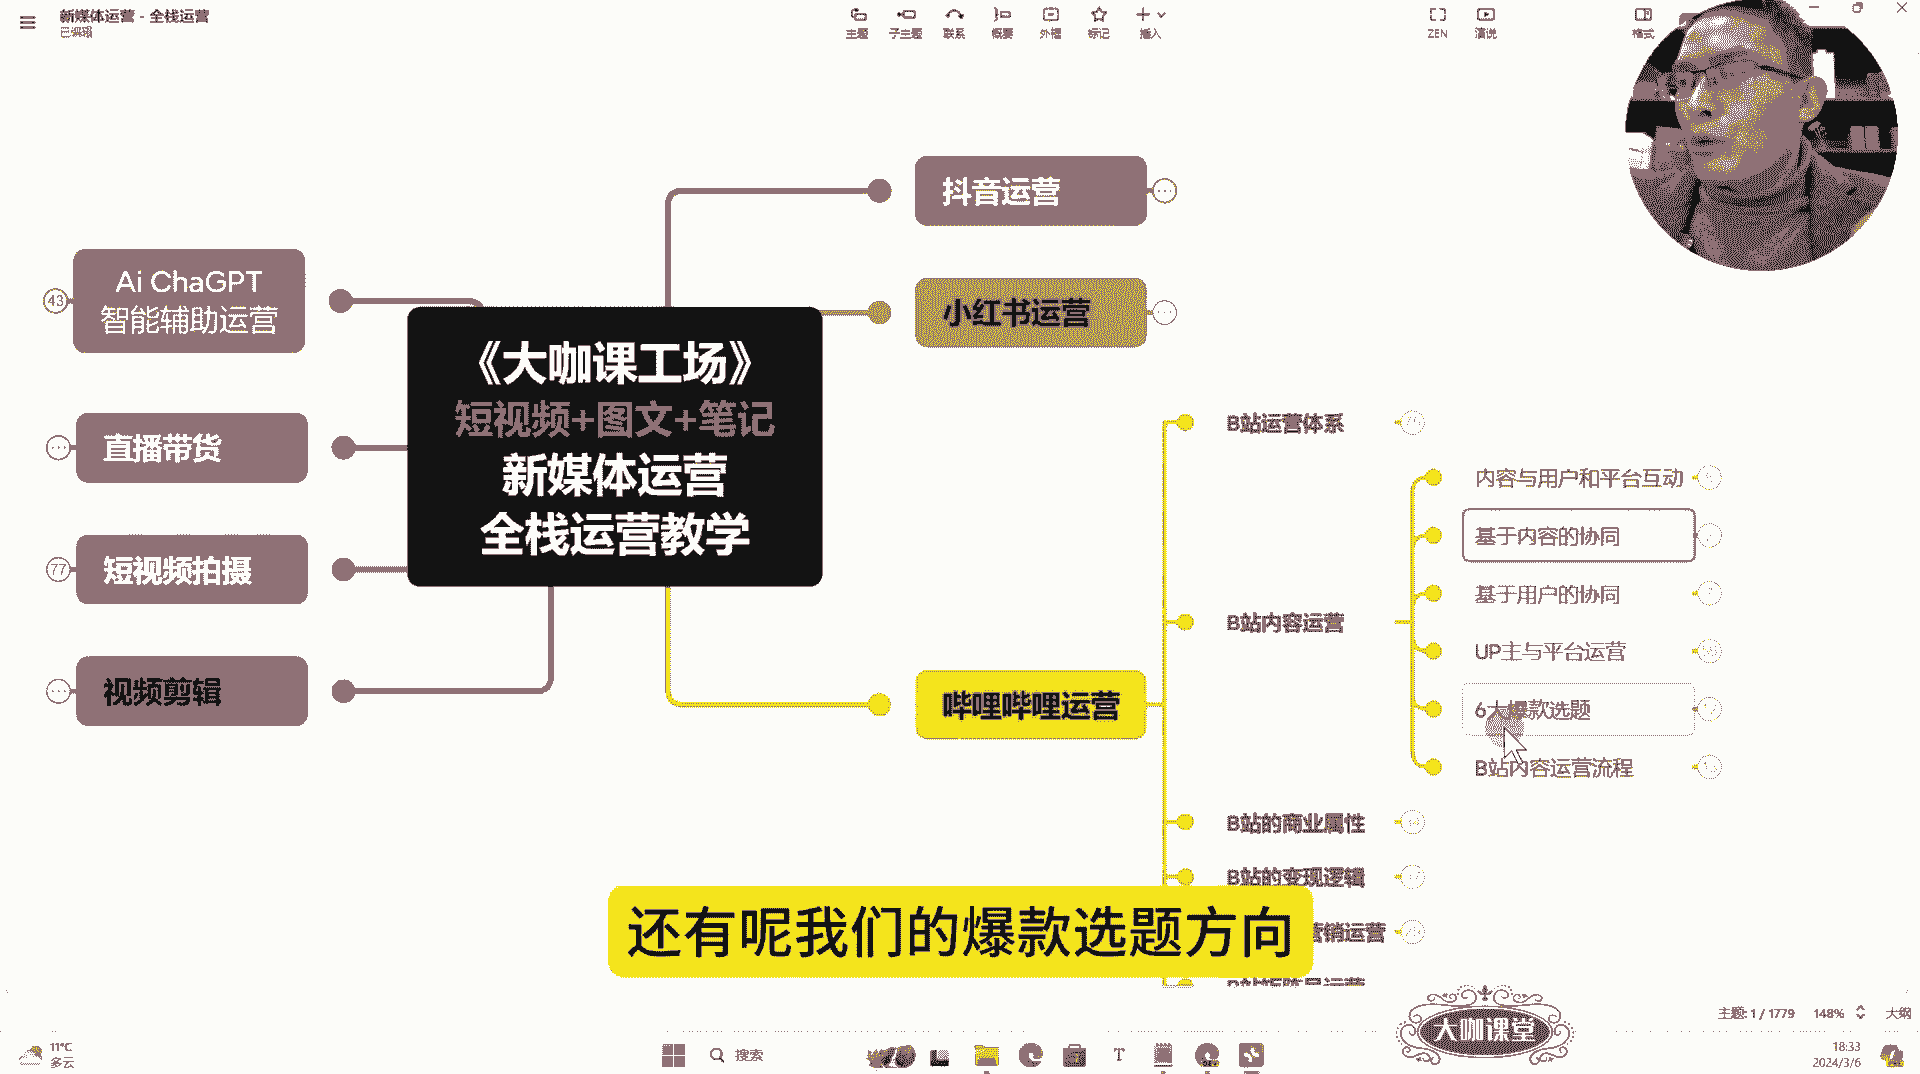 新媒体运营 - 全栈运营
已编辑
主题
子主题
联系
概要
外框
标记
插入
ZEN
演说
格式
抖音运营
小红书运营
Ai ChaGPT
智能辅助运营
43
直播带货
短视频拍摄
77
视频剪辑
《大咖课工场》
短视频+图文+笔记
新媒体运营
全栈运营教学
哔哩哔哩运营
B站运营体系
B站内容运营
内容与用户和平台互动
基于内容的协同
基于用户的协同
UP主与平台运营
6大爆款选题
B站内容运营流程
B站的商业属性
B站的变现逻辑
营销运营
还有呢我们的爆款选题方向
大咖课堂
主题: 1 / 1779
148%
大纲
11°C
多云
搜索
18:33
2024/3/6